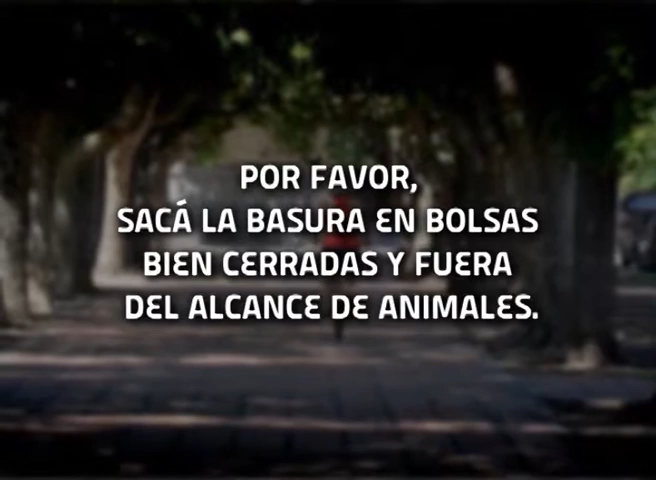 POR FAVOR,
SACÁ LA BASURA EN BOLSAS
BIEN CERRADAS Y FUERA
DEL ALCANCE DE ANIMALES.